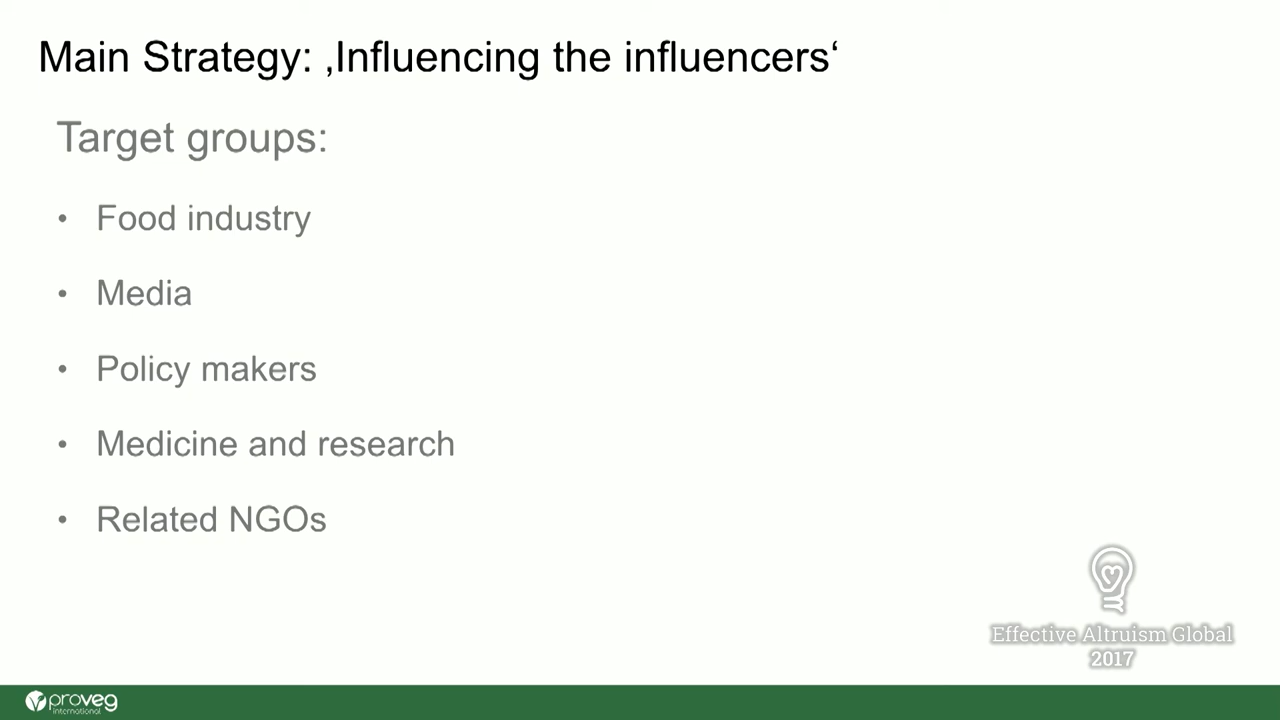 Main Strategy: ‚Influencing the influencers‘
Target groups:
• Food industry
• Media
• Policy makers
• Medicine and research
• Related NGOs
Effective Altruism Global
2017
proveg
international